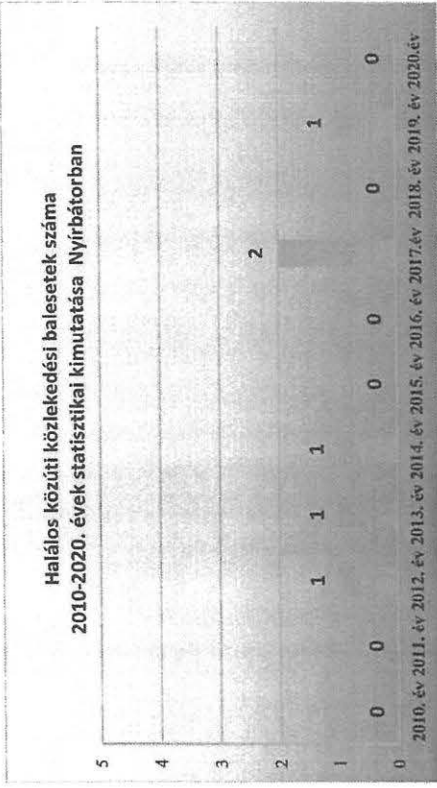 Halálos közúti közlekedési balesetek száma
2010-2020. évek statisztikai kimutatása Nyírbátorban
5
4
3
2
1
0
0 0 1 1 1 0 0 2 0 1 0
2010. év 2011. év 2012. év 2013. év 2014. év 2015. év 2016. év 2017.év 2018. év 2019. év 2020.év